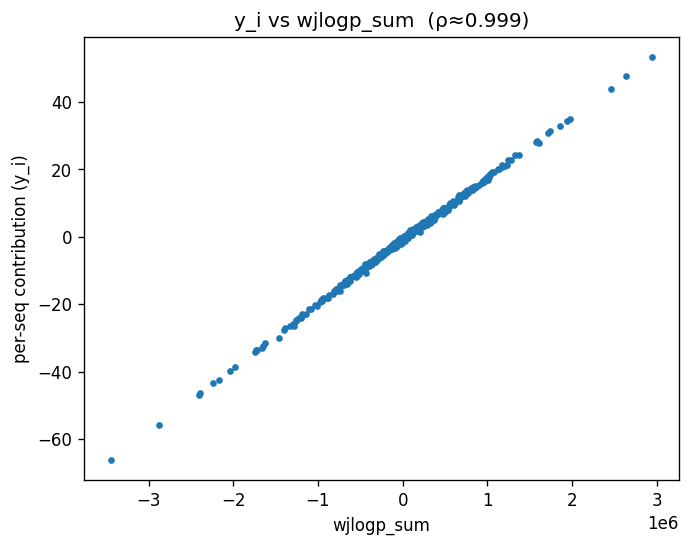 y_i vs wjlogp_sum (ρ≈0.999)
per-seq contribution (y_i)
40
20
0
−20
−40
−60
−3 −2 −1 0 1 2 3
1e6
wjlogp_sum